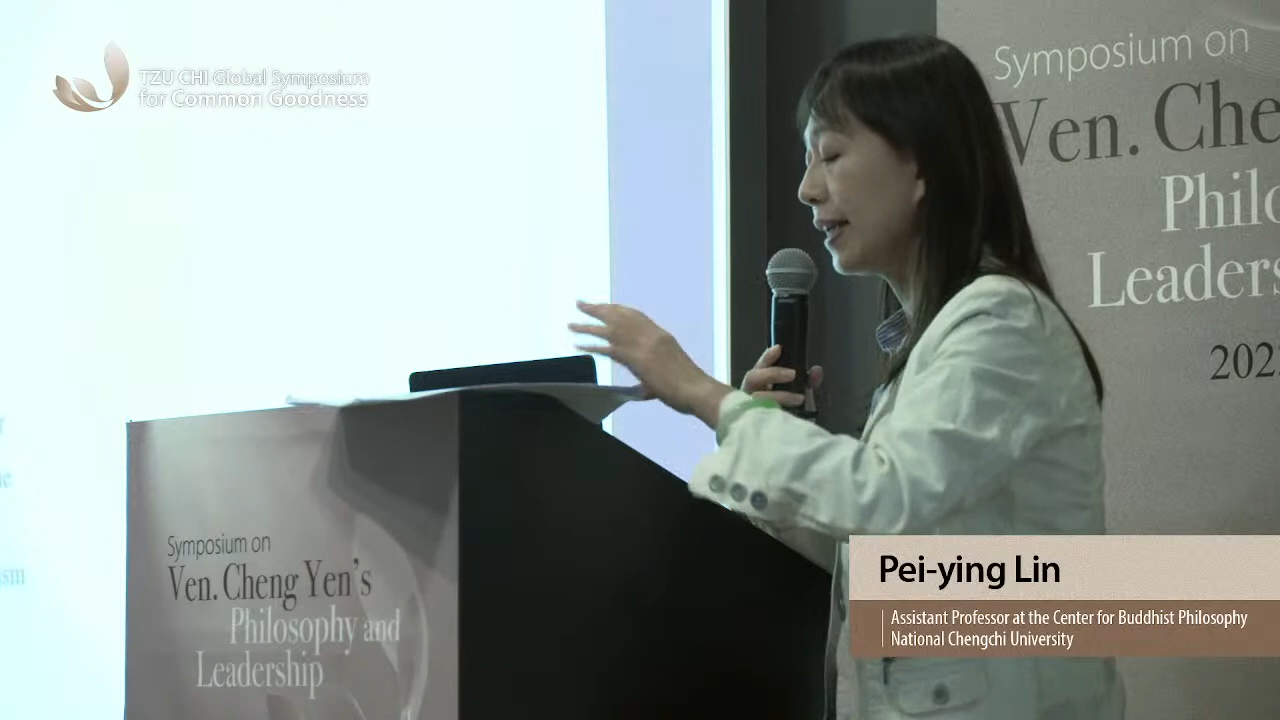 TZU CHI Global Symposium
for Common Goodness
Symposium on
Ven. Che
Philo
Leaders
202
Symposium on
Ven. Cheng Yen's
Philosophy and
Leadership
Pei-ying Lin
Assistant Professor at the Center for Buddhist Philosophy
National Chengchi University